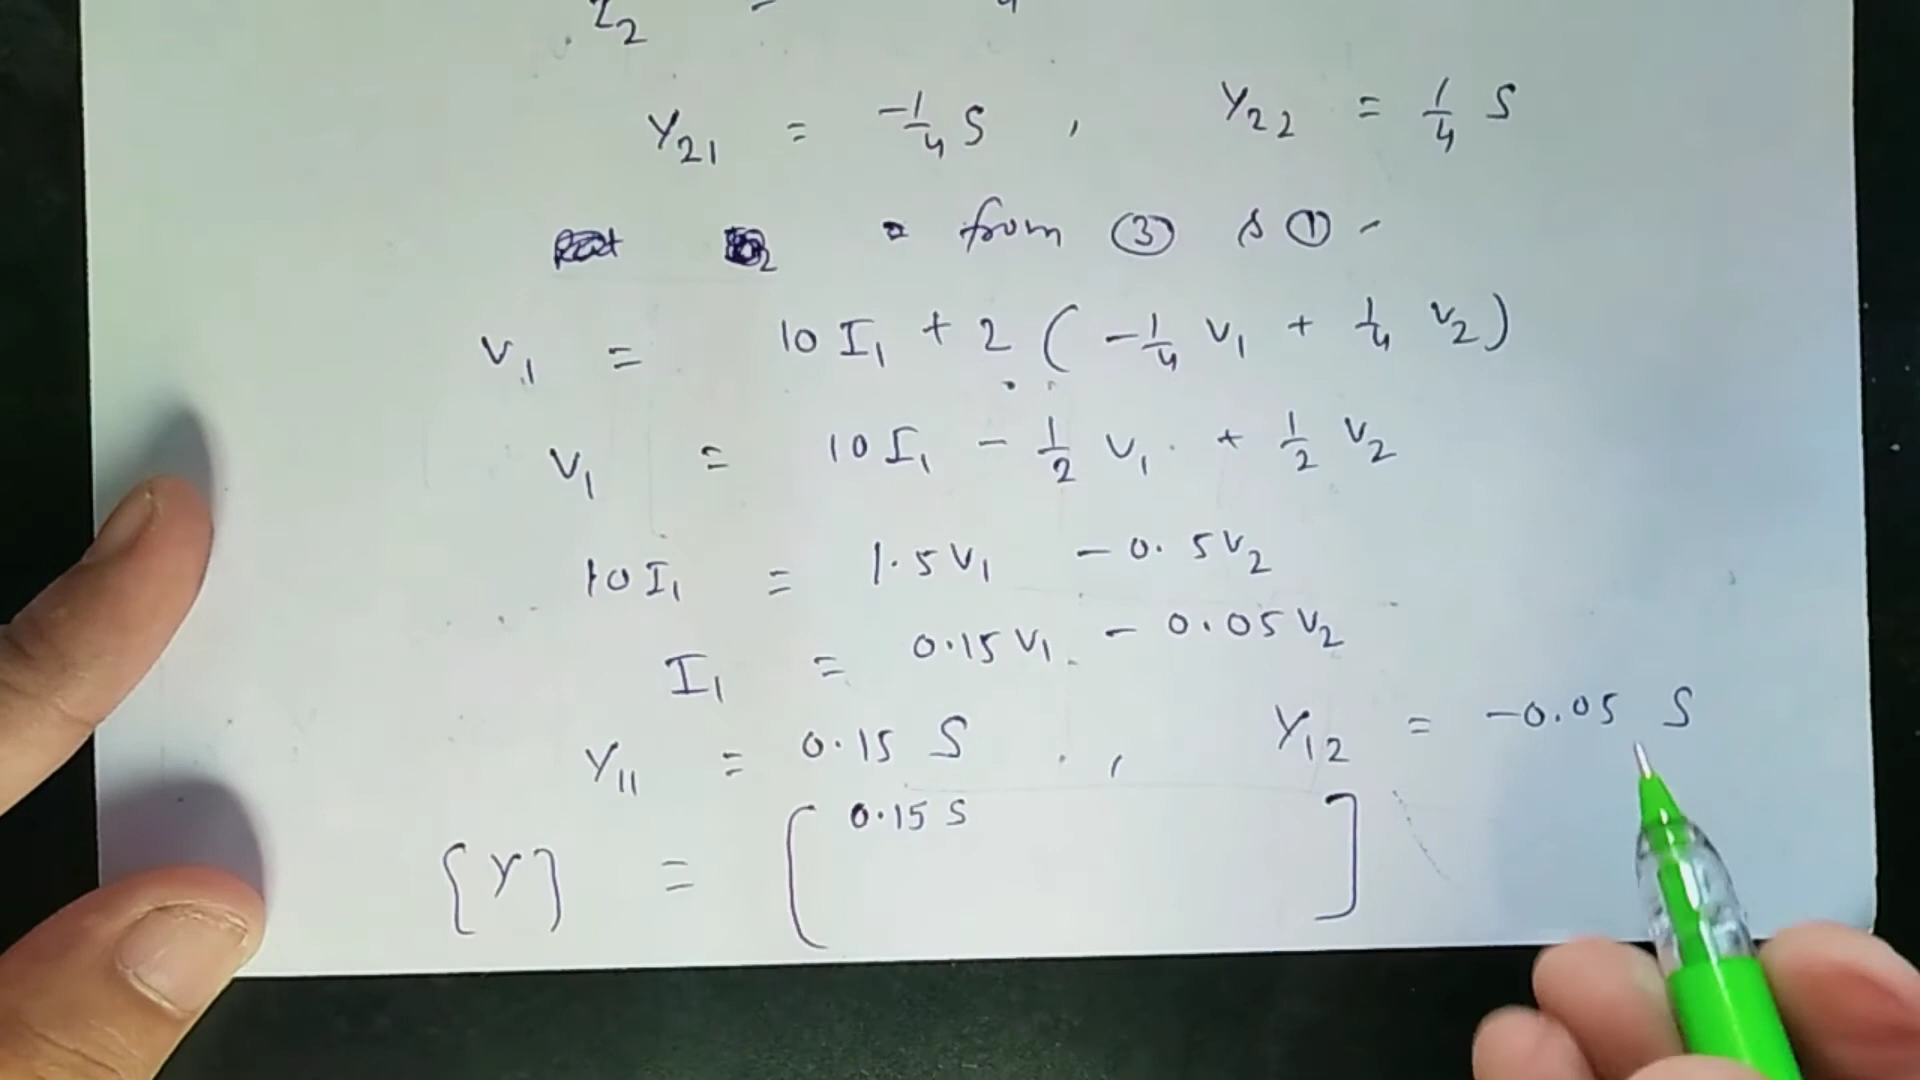 I2 -
Y21 = -1/4 S , Y22 = 1/4 S
from ③ & ① -
V1 = 10 I1 + 2 ( -1/4 V1 + 1/4 V2 )
V1 = 10 I1 - 1/2 V1 + 1/2 V2
10 I1 = 1.5 V1 - 0.5 V2
I1 = 0.15 V1 - 0.05 V2
Y11 = 0.15 S , Y12 = -0.05 S
[Y] = [ 0.15 S ]